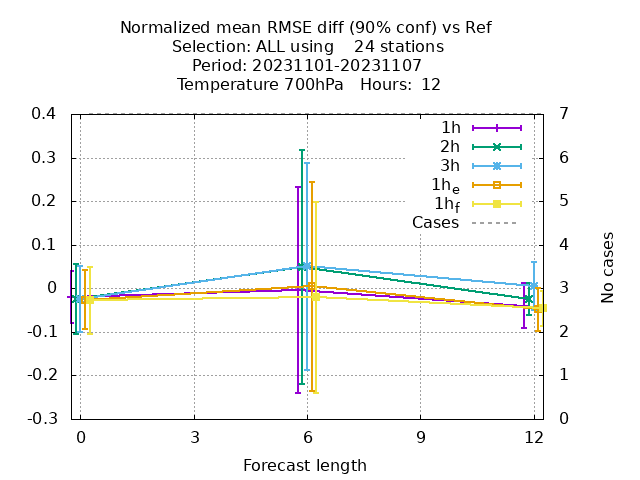 Normalized mean RMSE diff (90% conf) vs Ref
Selection: ALL using    24 stations
Period: 20231101-20231107
Temperature 700hPa   Hours:  12
0.4
0.3
0.2
0.1
0
-0.1
-0.2
-0.3
7
6
5
4
3
2
1
0
1h
2h
3h
1he
1hf
Cases
No cases
0 3 6 9 12
Forecast length